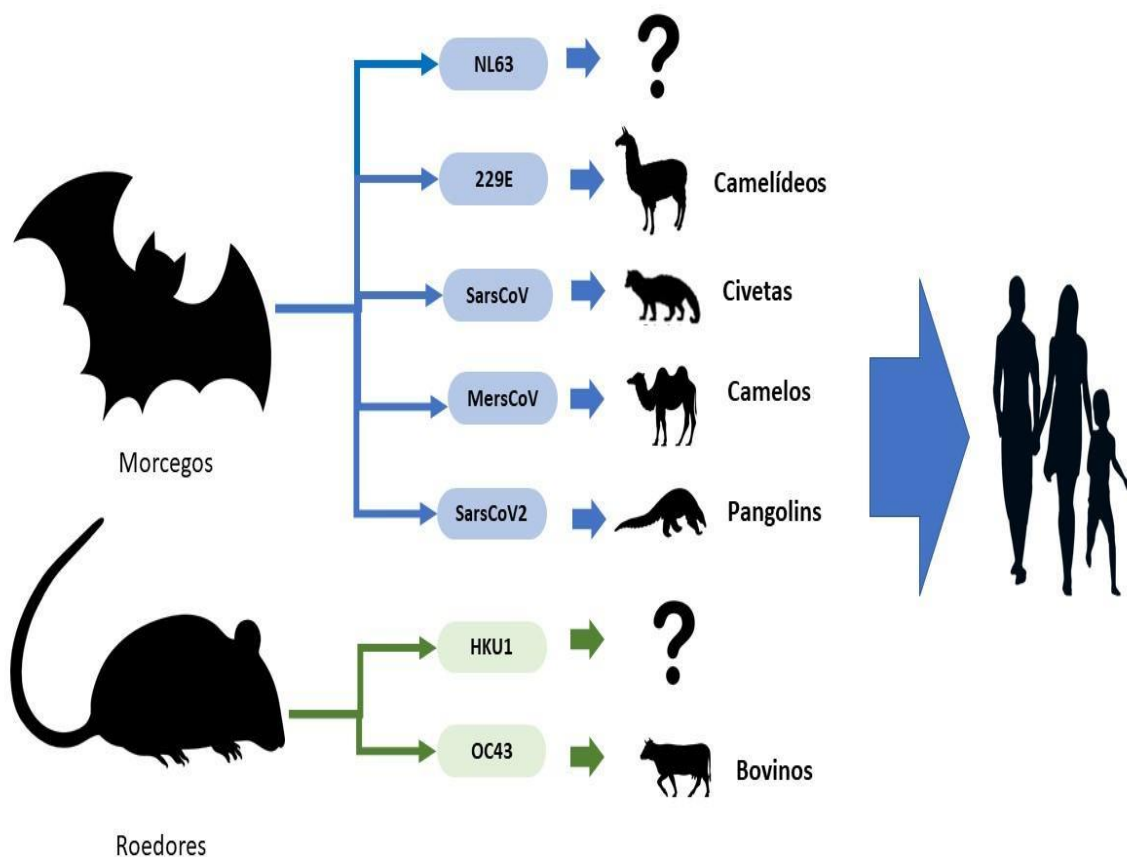 NL63
?
229E
Camelídeos
SarsCoV
Civetas
MersCoV
Camelos
Morcegos
SarsCoV2
Pangolins
HKU1
?
OC43
Bovinos
Roedores